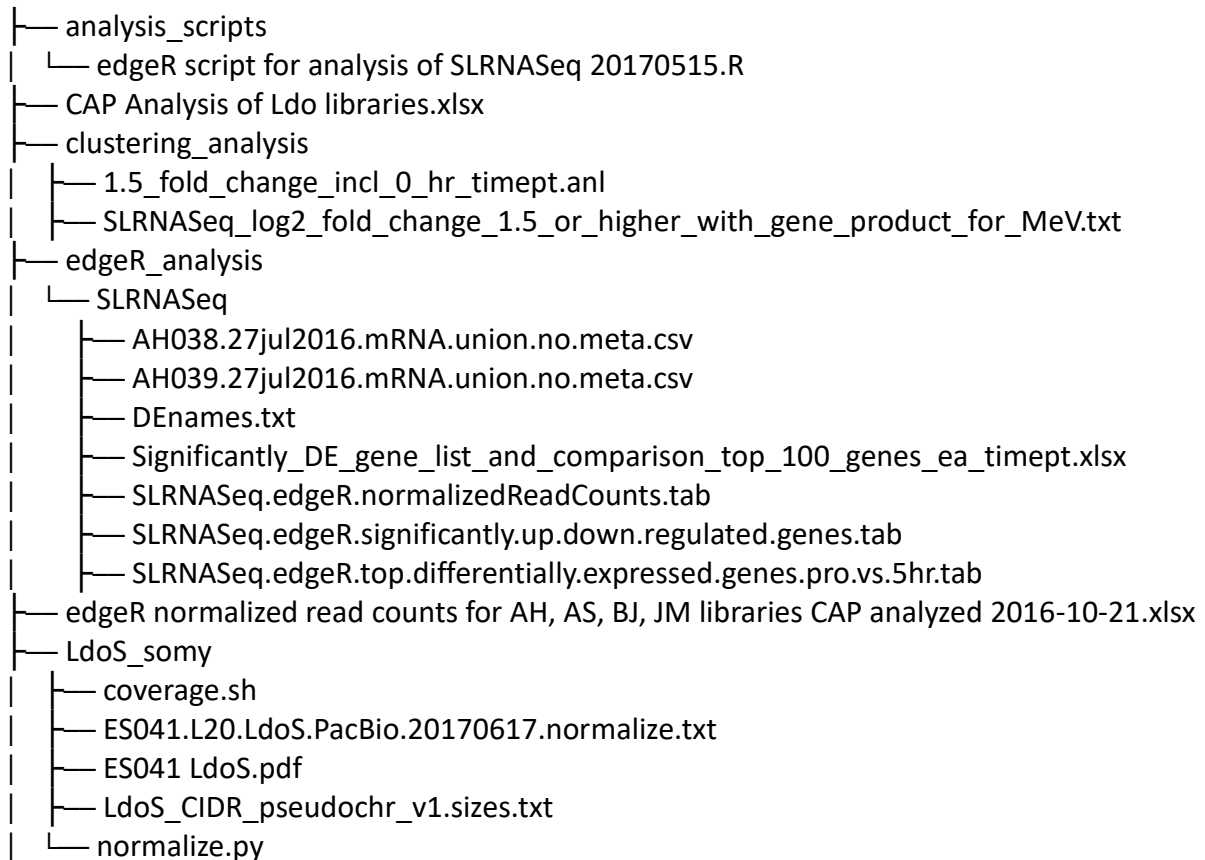 ├── analysis_scripts
│   └── edgeR script for analysis of SLRNASeq 20170515.R
├── CAP Analysis of Ldo libraries.xlsx
├── clustering_analysis
│   ├── 1.5_fold_change_incl_0_hr_timept.anl
│   ├── SLRNASeq_log2_fold_change_1.5_or_higher_with_gene_product_for_MeV.txt
├── edgeR_analysis
│   └── SLRNASeq
│       ├── AH038.27jul2016.mRNA.union.no.meta.csv
│       ├── AH039.27jul2016.mRNA.union.no.meta.csv
│       ├── DEnames.txt
│       ├── Significantly_DE_gene_list_and_comparison_top_100_genes_ea_timept.xlsx
│       ├── SLRNASeq.edgeR.normalizedReadCounts.tab
│       ├── SLRNASeq.edgeR.significantly.up.down.regulated.genes.tab
│       ├── SLRNASeq.edgeR.top.differentially.expressed.genes.pro.vs.5hr.tab
├── edgeR normalized read counts for AH, AS, BJ, JM libraries CAP analyzed 2016-10-21.xlsx
├── LdoS_somy
│   ├── coverage.sh
│   ├── ES041.L20.LdoS.PacBio.20170617.normalize.txt
│   ├── ES041 LdoS.pdf
│   ├── LdoS_CIDR_pseudochr_v1.sizes.txt
│   └── normalize.py